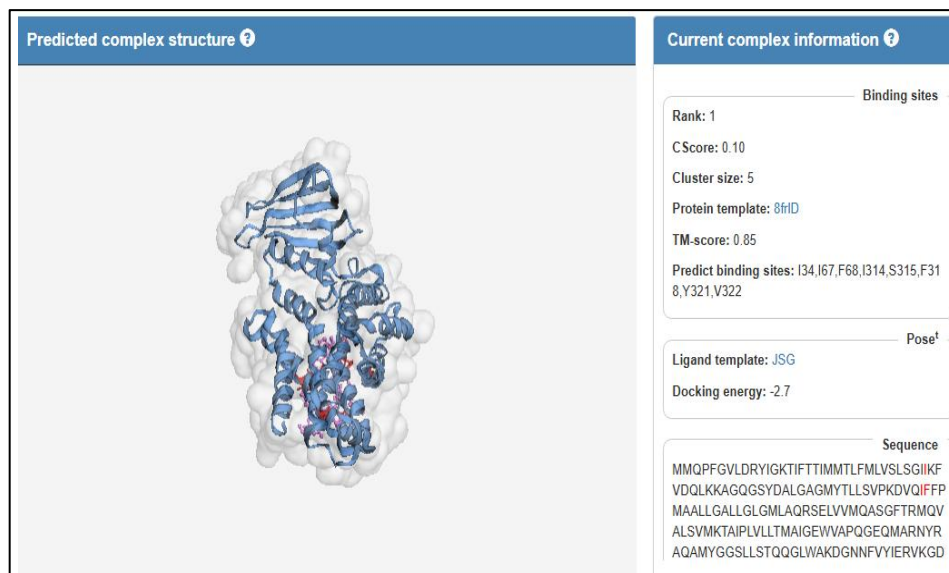 Predicted complex structure ?
Current complex information ?
Binding sites
Rank: 1
CScore: 0.10
Cluster size: 5
Protein template: 8frlD
TM-score: 0.85
Predict binding sites: I34,I67,F68,I314,S315,F31
8,Y321,V322
Pose†
Ligand template: JSG
Docking energy: -2.7
Sequence
MMQPFGVLDRYIGKTIFTTIMMTLFMLVSLSGIIKF
VDQLKKAGQGSYDALGAGMYTLLSVPKDVQIFFP
MAALLGALLGLGMLAQRSELVVMQASGFTRMQV
ALSVMKTAIPLVLLTMAIGEWVAPQGEQMARNYR
AQAMYGGSLLSTQQGLWAKDGNNFVYIERVKGD